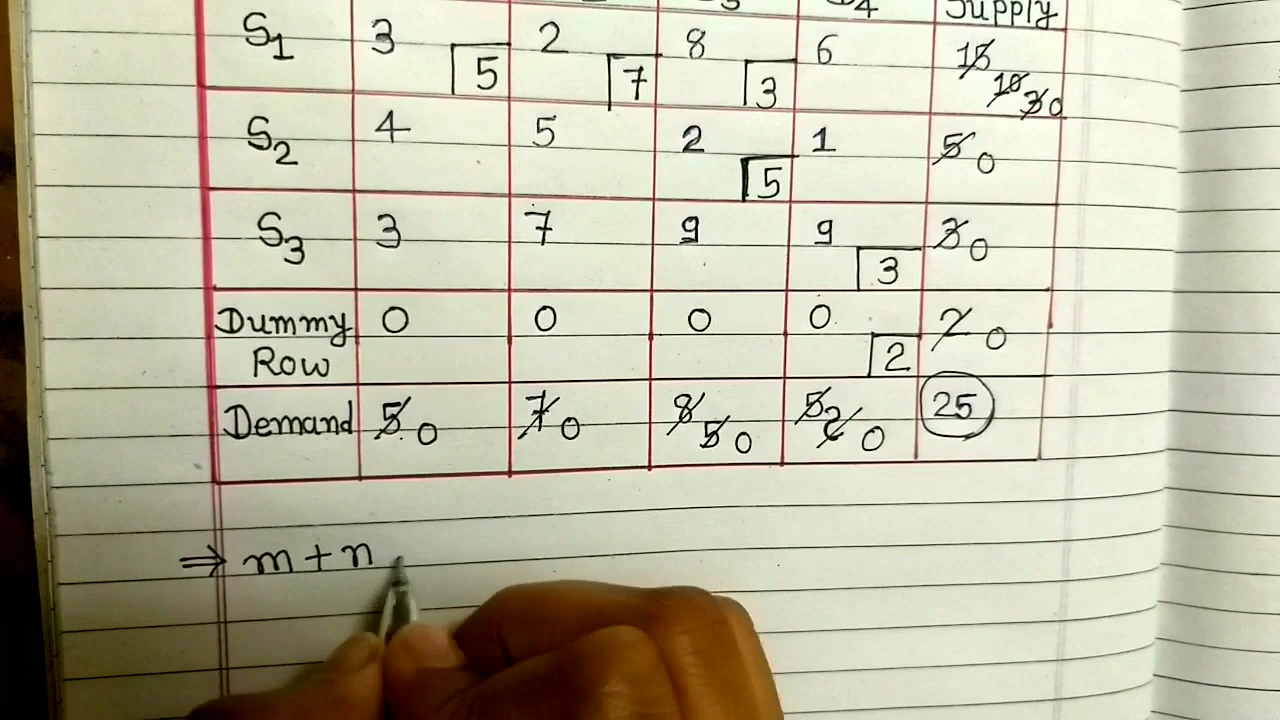 Supply
S1 3 5 2 7 8 3 6 15 10 3 0
S2 4 5 2 5 1 5 0
S3 3 7 9 9 3 3 0
Dummy Row 0 0 0 0 2 2 0
Demand 5 0 7 0 8 5 0 5 2 0 25
⇒ m + n